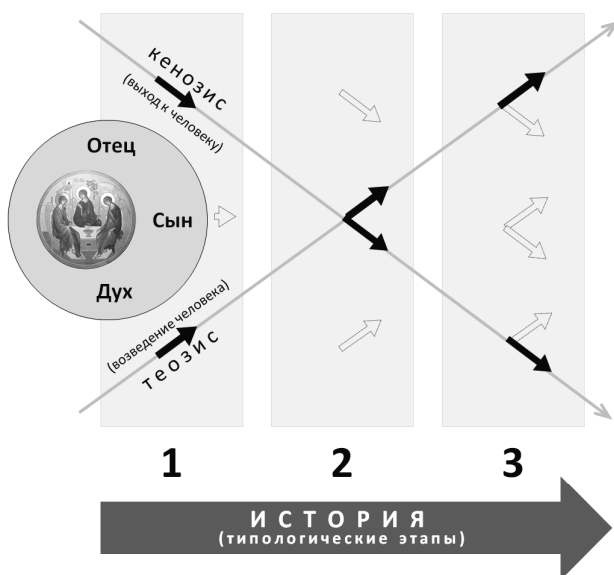 кенозис
(выход к человеку)
Отец
Сын
Дух
(возведение человека)
теозис
1
2
3
ИСТОРИЯ
(типологические этапы)